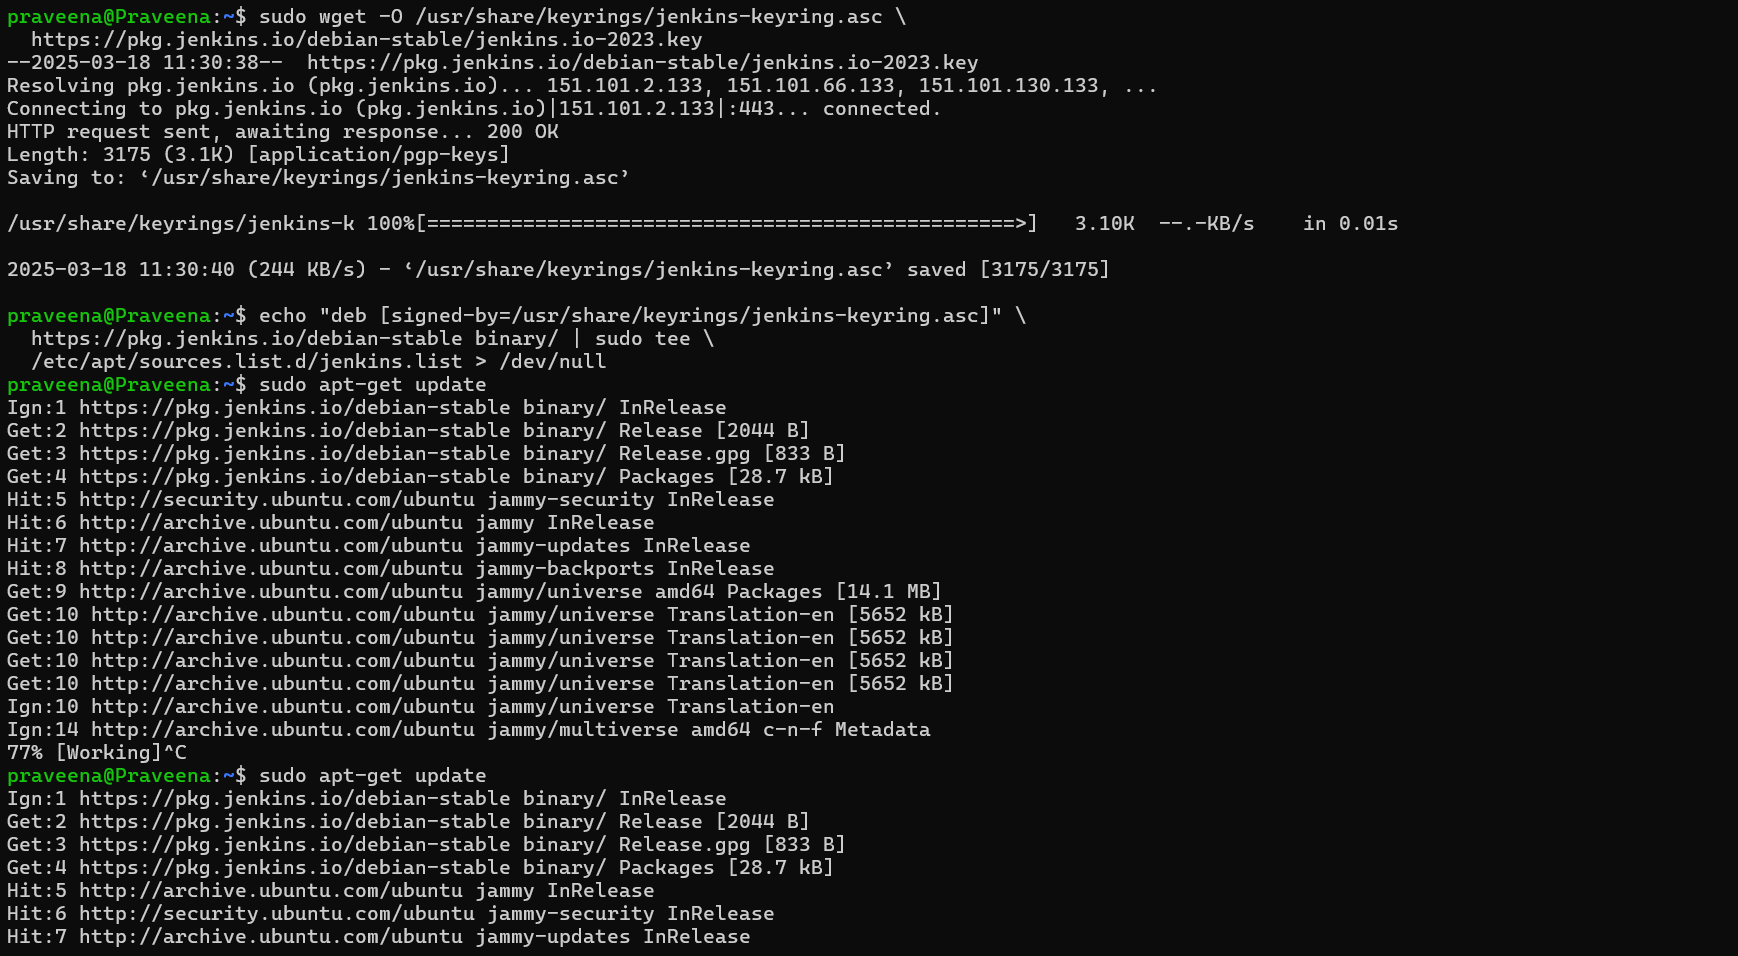 praveena@Praveena:~$ sudo wget -O /usr/share/keyrings/jenkins-keyring.asc \
  https://pkg.jenkins.io/debian-stable/jenkins.io-2023.key
--2025-03-18 11:30:38--  https://pkg.jenkins.io/debian-stable/jenkins.io-2023.key
Resolving pkg.jenkins.io (pkg.jenkins.io)... 151.101.2.133, 151.101.66.133, 151.101.130.133, ...
Connecting to pkg.jenkins.io (pkg.jenkins.io)|151.101.2.133|:443... connected.
HTTP request sent, awaiting response... 200 OK
Length: 3175 (3.1K) [application/pgp-keys]
Saving to: ‘/usr/share/keyrings/jenkins-keyring.asc’

/usr/share/keyrings/jenkins-k 100%[=================================================>]   3.10K  --.-KB/s    in 0.01s

2025-03-18 11:30:40 (244 KB/s) - ‘/usr/share/keyrings/jenkins-keyring.asc’ saved [3175/3175]

praveena@Praveena:~$ echo "deb [signed-by=/usr/share/keyrings/jenkins-keyring.asc]" \
  https://pkg.jenkins.io/debian-stable binary/ | sudo tee \
  /etc/apt/sources.list.d/jenkins.list > /dev/null
praveena@Praveena:~$ sudo apt-get update
Ign:1 https://pkg.jenkins.io/debian-stable binary/ InRelease
Get:2 https://pkg.jenkins.io/debian-stable binary/ Release [2044 B]
Get:3 https://pkg.jenkins.io/debian-stable binary/ Release.gpg [833 B]
Get:4 https://pkg.jenkins.io/debian-stable binary/ Packages [28.7 kB]
Hit:5 http://security.ubuntu.com/ubuntu jammy-security InRelease
Hit:6 http://archive.ubuntu.com/ubuntu jammy InRelease
Hit:7 http://archive.ubuntu.com/ubuntu jammy-updates InRelease
Hit:8 http://archive.ubuntu.com/ubuntu jammy-backports InRelease
Get:9 http://archive.ubuntu.com/ubuntu jammy/universe amd64 Packages [14.1 MB]
Get:10 http://archive.ubuntu.com/ubuntu jammy/universe Translation-en [5652 kB]
Get:10 http://archive.ubuntu.com/ubuntu jammy/universe Translation-en [5652 kB]
Get:10 http://archive.ubuntu.com/ubuntu jammy/universe Translation-en [5652 kB]
Get:10 http://archive.ubuntu.com/ubuntu jammy/universe Translation-en [5652 kB]
Ign:10 http://archive.ubuntu.com/ubuntu jammy/universe Translation-en
Ign:14 http://archive.ubuntu.com/ubuntu jammy/multiverse amd64 c-n-f Metadata
77% [Working]^C
praveena@Praveena:~$ sudo apt-get update
Ign:1 https://pkg.jenkins.io/debian-stable binary/ InRelease
Get:2 https://pkg.jenkins.io/debian-stable binary/ Release [2044 B]
Get:3 https://pkg.jenkins.io/debian-stable binary/ Release.gpg [833 B]
Get:4 https://pkg.jenkins.io/debian-stable binary/ Packages [28.7 kB]
Hit:5 http://archive.ubuntu.com/ubuntu jammy InRelease
Hit:6 http://security.ubuntu.com/ubuntu jammy-security InRelease
Hit:7 http://archive.ubuntu.com/ubuntu jammy-updates InRelease